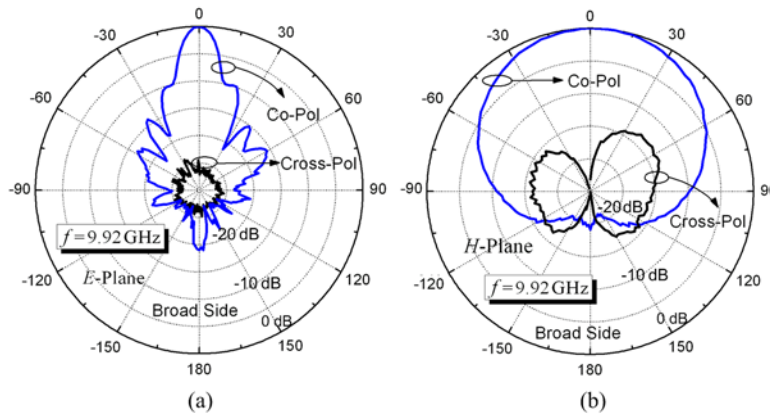 0
-30
30
-60
60
-90
90
-120
120
-150
150
180
Co-Pol
Cross-Pol
f = 9.92 GHz
E-Plane
-20 dB
-10 dB
0 dB
Broad Side
(a)
0
-30
30
-60
60
-90
90
-120
120
-150
150
180
Co-Pol
Cross-Pol
H-Plane
f = 9.92 GHz
-20 dB
-10 dB
0 dB
Broad Side
(b)